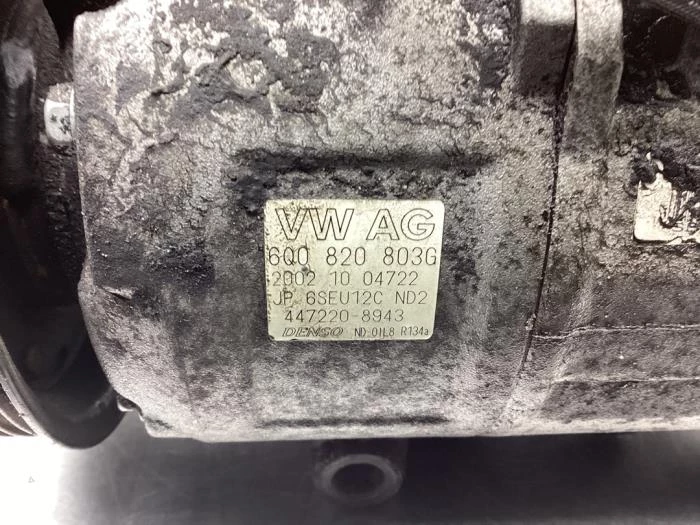 VW AG
6Q0 820 803G
2002 10 04722
JP 6SEU12C ND2
447220-8943
DENSO ND-OIL8 R134a